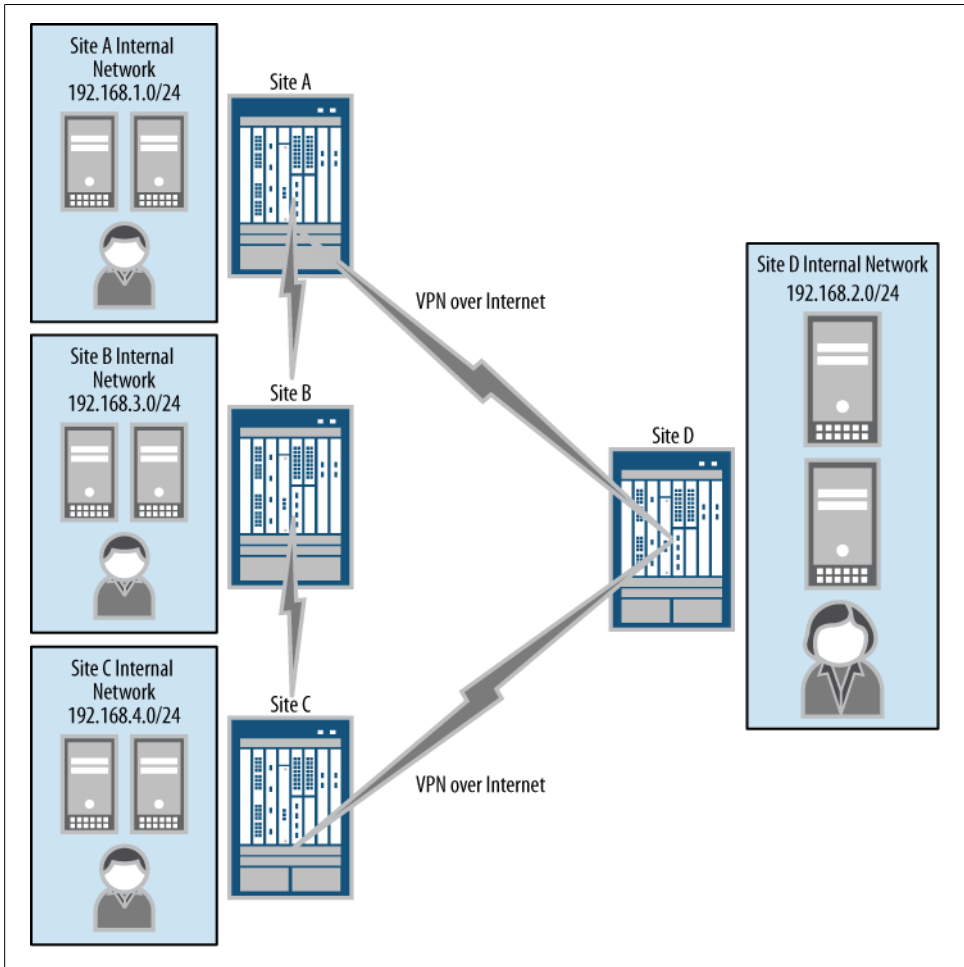 Site A Internal
Network
192.168.1.0/24
Site A
Site B Internal
Network
192.168.3.0/24
Site B
Site C Internal
Network
192.168.4.0/24
Site C
VPN over Internet
VPN over Internet
Site D
Site D Internal Network
192.168.2.0/24